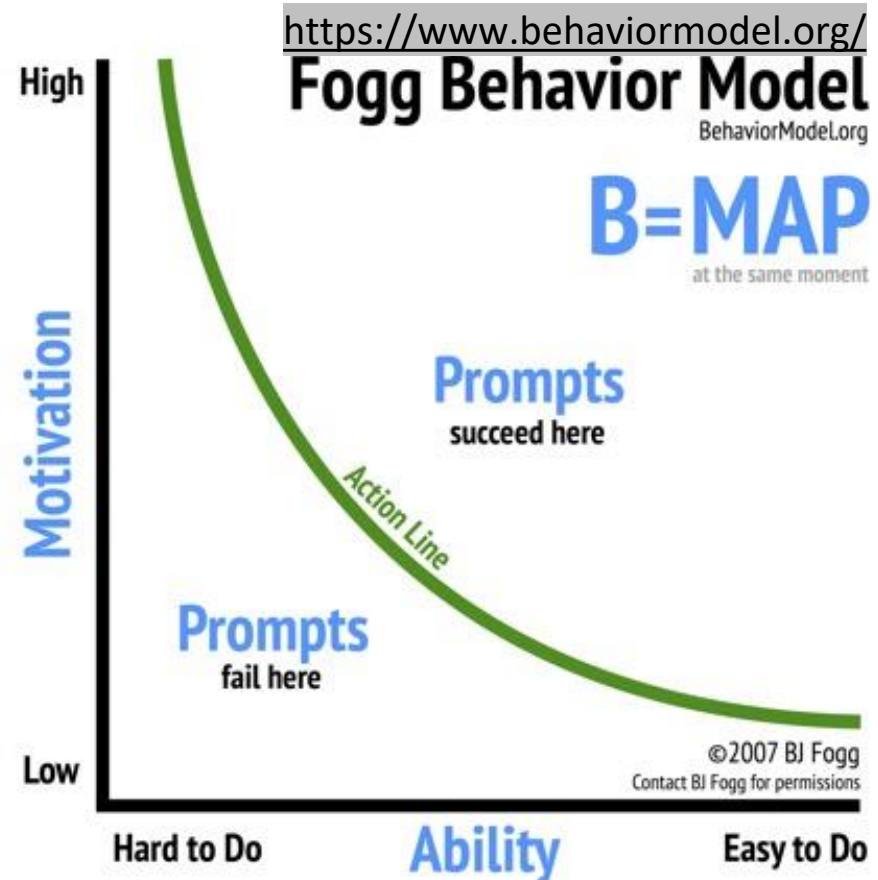 https://www.behaviormodel.org/
High
Fogg Behavior Model
BehaviorModel.org
B=MAP
at the same moment
Motivation
Prompts
succeed here
Action Line
Prompts
fail here
Low
©2007 BJ Fogg
Contact BJ Fogg for permissions
Hard to Do
Ability
Easy to Do